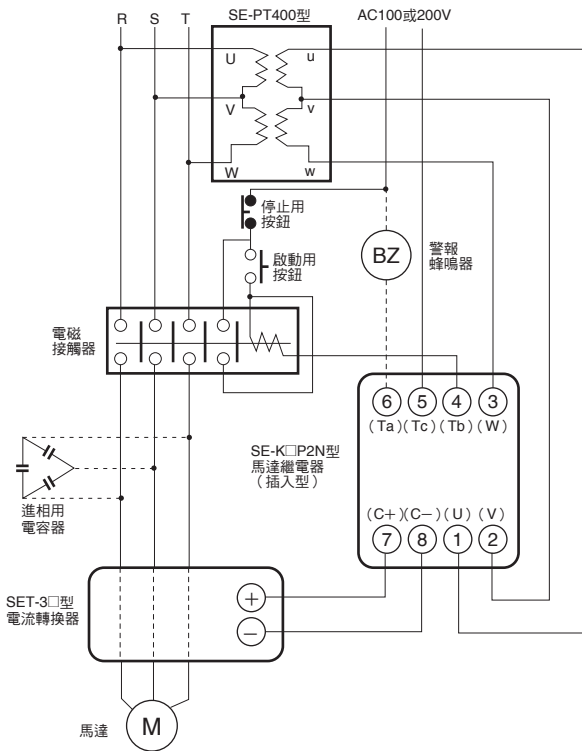 R S T
SE-PT400型
AC100或200V
U u
V v
W w
停止用
按鈕
啟動用
按鈕
BZ
警報
蜂鳴器
電磁
接觸器
6 5 4 3
(Ta) (Tc) (Tb) (W)
SE-K□P2N型
馬達繼電器
(插入型)
(C+) (C−) (U) (V)
7 8 1 2
進相用
電容器
SET-3□型
電流轉換器
+
−
馬達
M